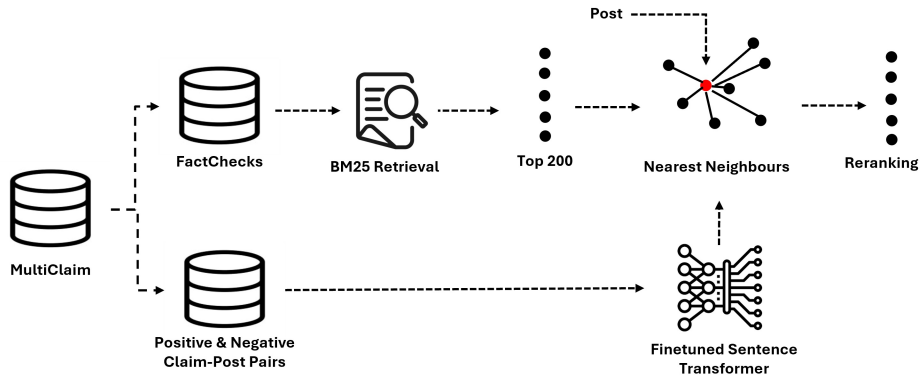 Post
FactChecks
BM25 Retrieval
Top 200
Nearest Neighbours
Reranking
MultiClaim
Positive & Negative
Claim-Post Pairs
Finetuned Sentence
Transformer